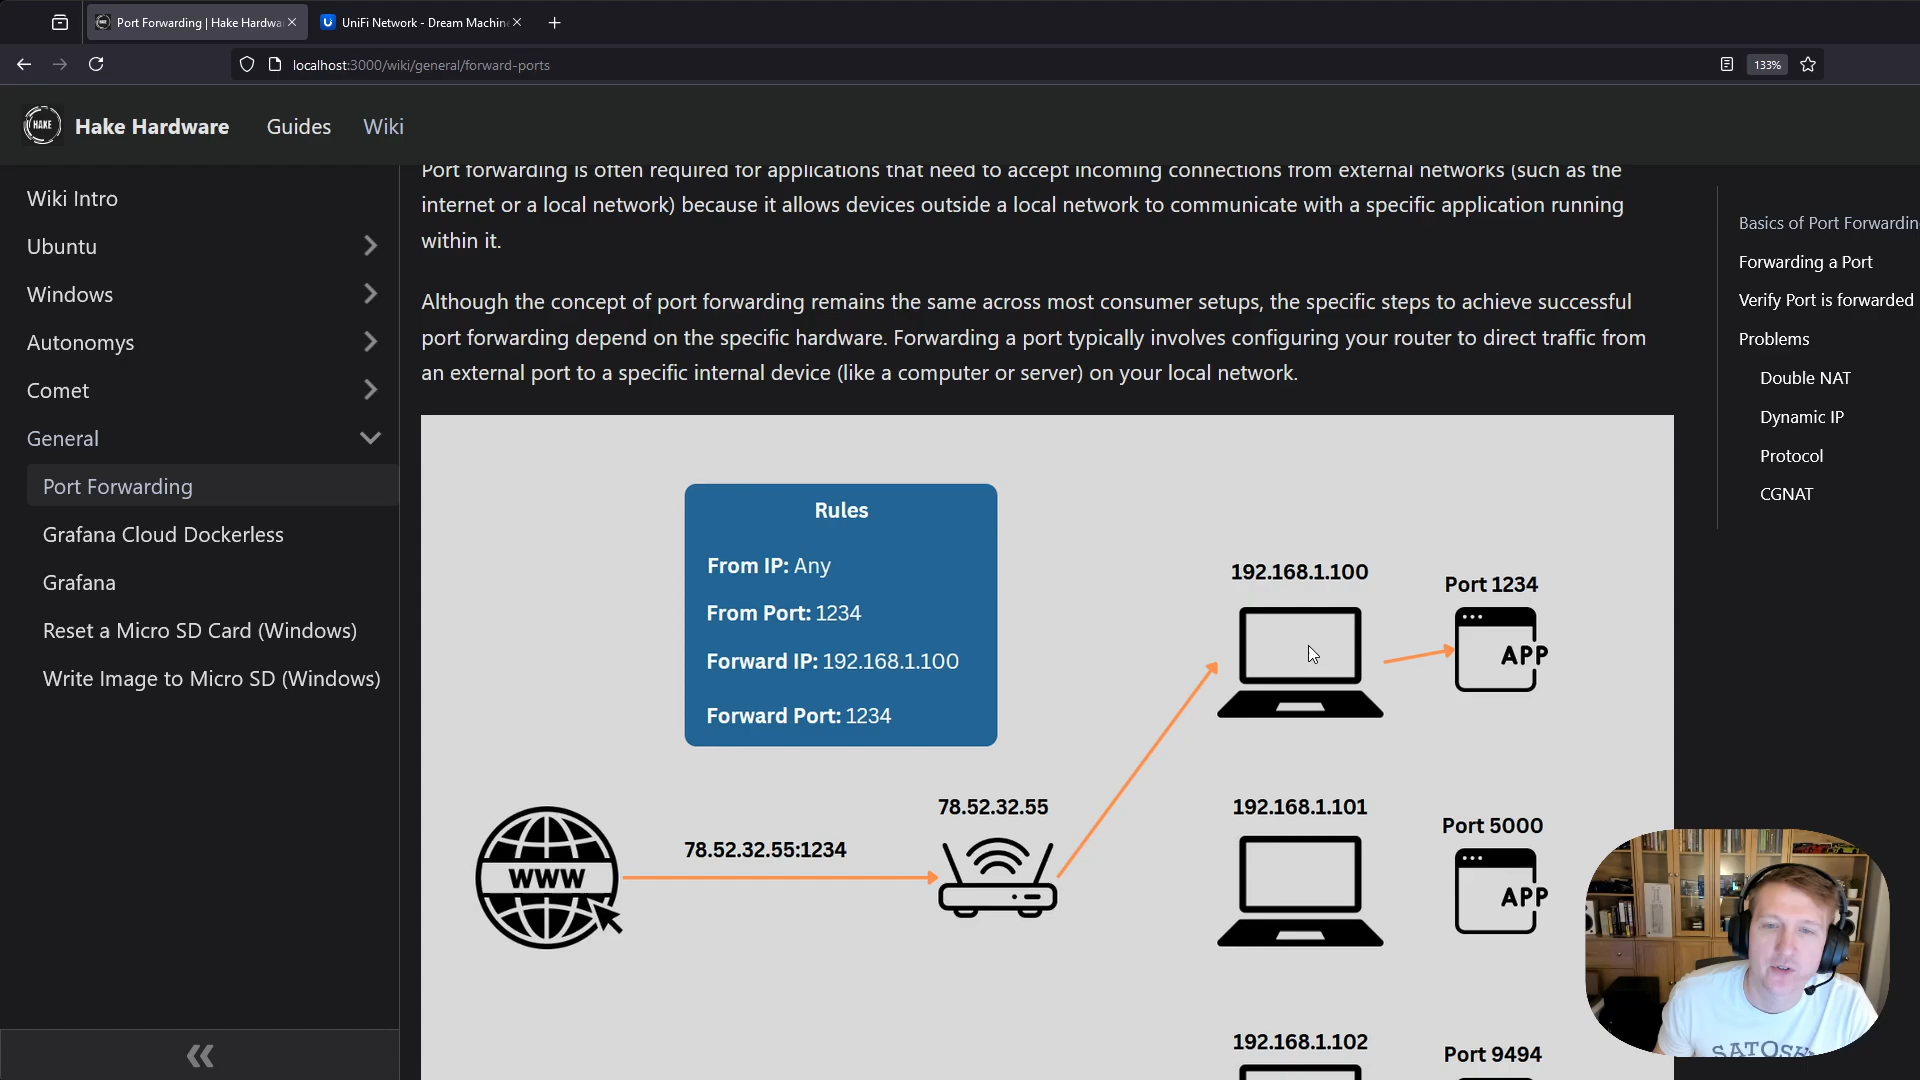 Port Forwarding | Hake Hardwa
UniFi Network - Dream Machin
localhost:3000/wiki/general/forward-ports
133%
HAKE
Hake Hardware
Guides
Wiki
Wiki Intro
Ubuntu
Windows
Autonomys
Comet
General
Port Forwarding
Grafana Cloud Dockerless
Grafana
Reset a Micro SD Card (Windows)
Write Image to Micro SD (Windows)
Port forwarding is often required for applications that need to accept incoming connections from external networks (such as the
internet or a local network) because it allows devices outside a local network to communicate with a specific application running
within it.
Although the concept of port forwarding remains the same across most consumer setups, the specific steps to achieve successful
port forwarding depend on the specific hardware. Forwarding a port typically involves configuring your router to direct traffic from
an external port to a specific internal device (like a computer or server) on your local network.
Rules
From IP: Any
From Port: 1234
Forward IP: 192.168.1.100
Forward Port: 1234
WWW
78.52.32.55:1234
78.52.32.55
192.168.1.100
Port 1234
APP
192.168.1.101
Port 5000
APP
192.168.1.102
Port 9494
Basics of Port Forwardin
Forwarding a Port
Verify Port is forwarded
Problems
Double NAT
Dynamic IP
Protocol
CGNAT
SATOSH